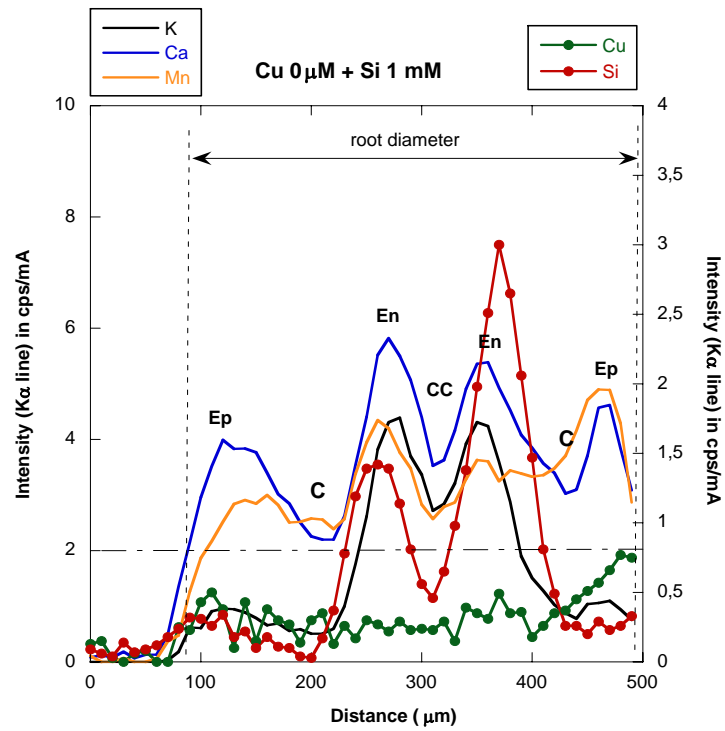 K
Ca
Mn
Cu
Si
Cu 0 μM + Si 1 mM
root diameter
10
8
6
4
2
0
4
3,5
3
2,5
2
1,5
1
0,5
0
Intensity (Kα line) in cps/mA
Intensity (Kα line) in cps/mA
Ep
C
En
CC
En
C
Ep
0
100
200
300
400
500
Distance ( μm)